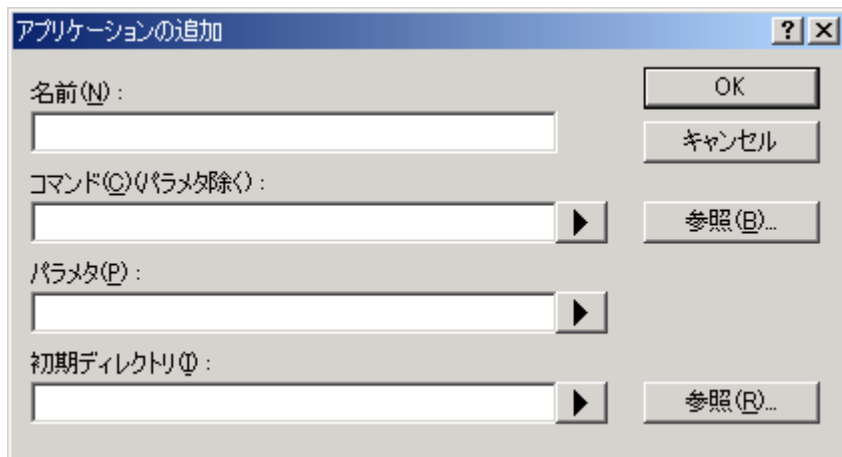 アプリケーションの追加
名前(N):
OK
キャンセル
コマンド(C)(パラメタ除く):
参照(B)...
パラメタ(P):
初期ディレクトリ(I):
参照(R)...